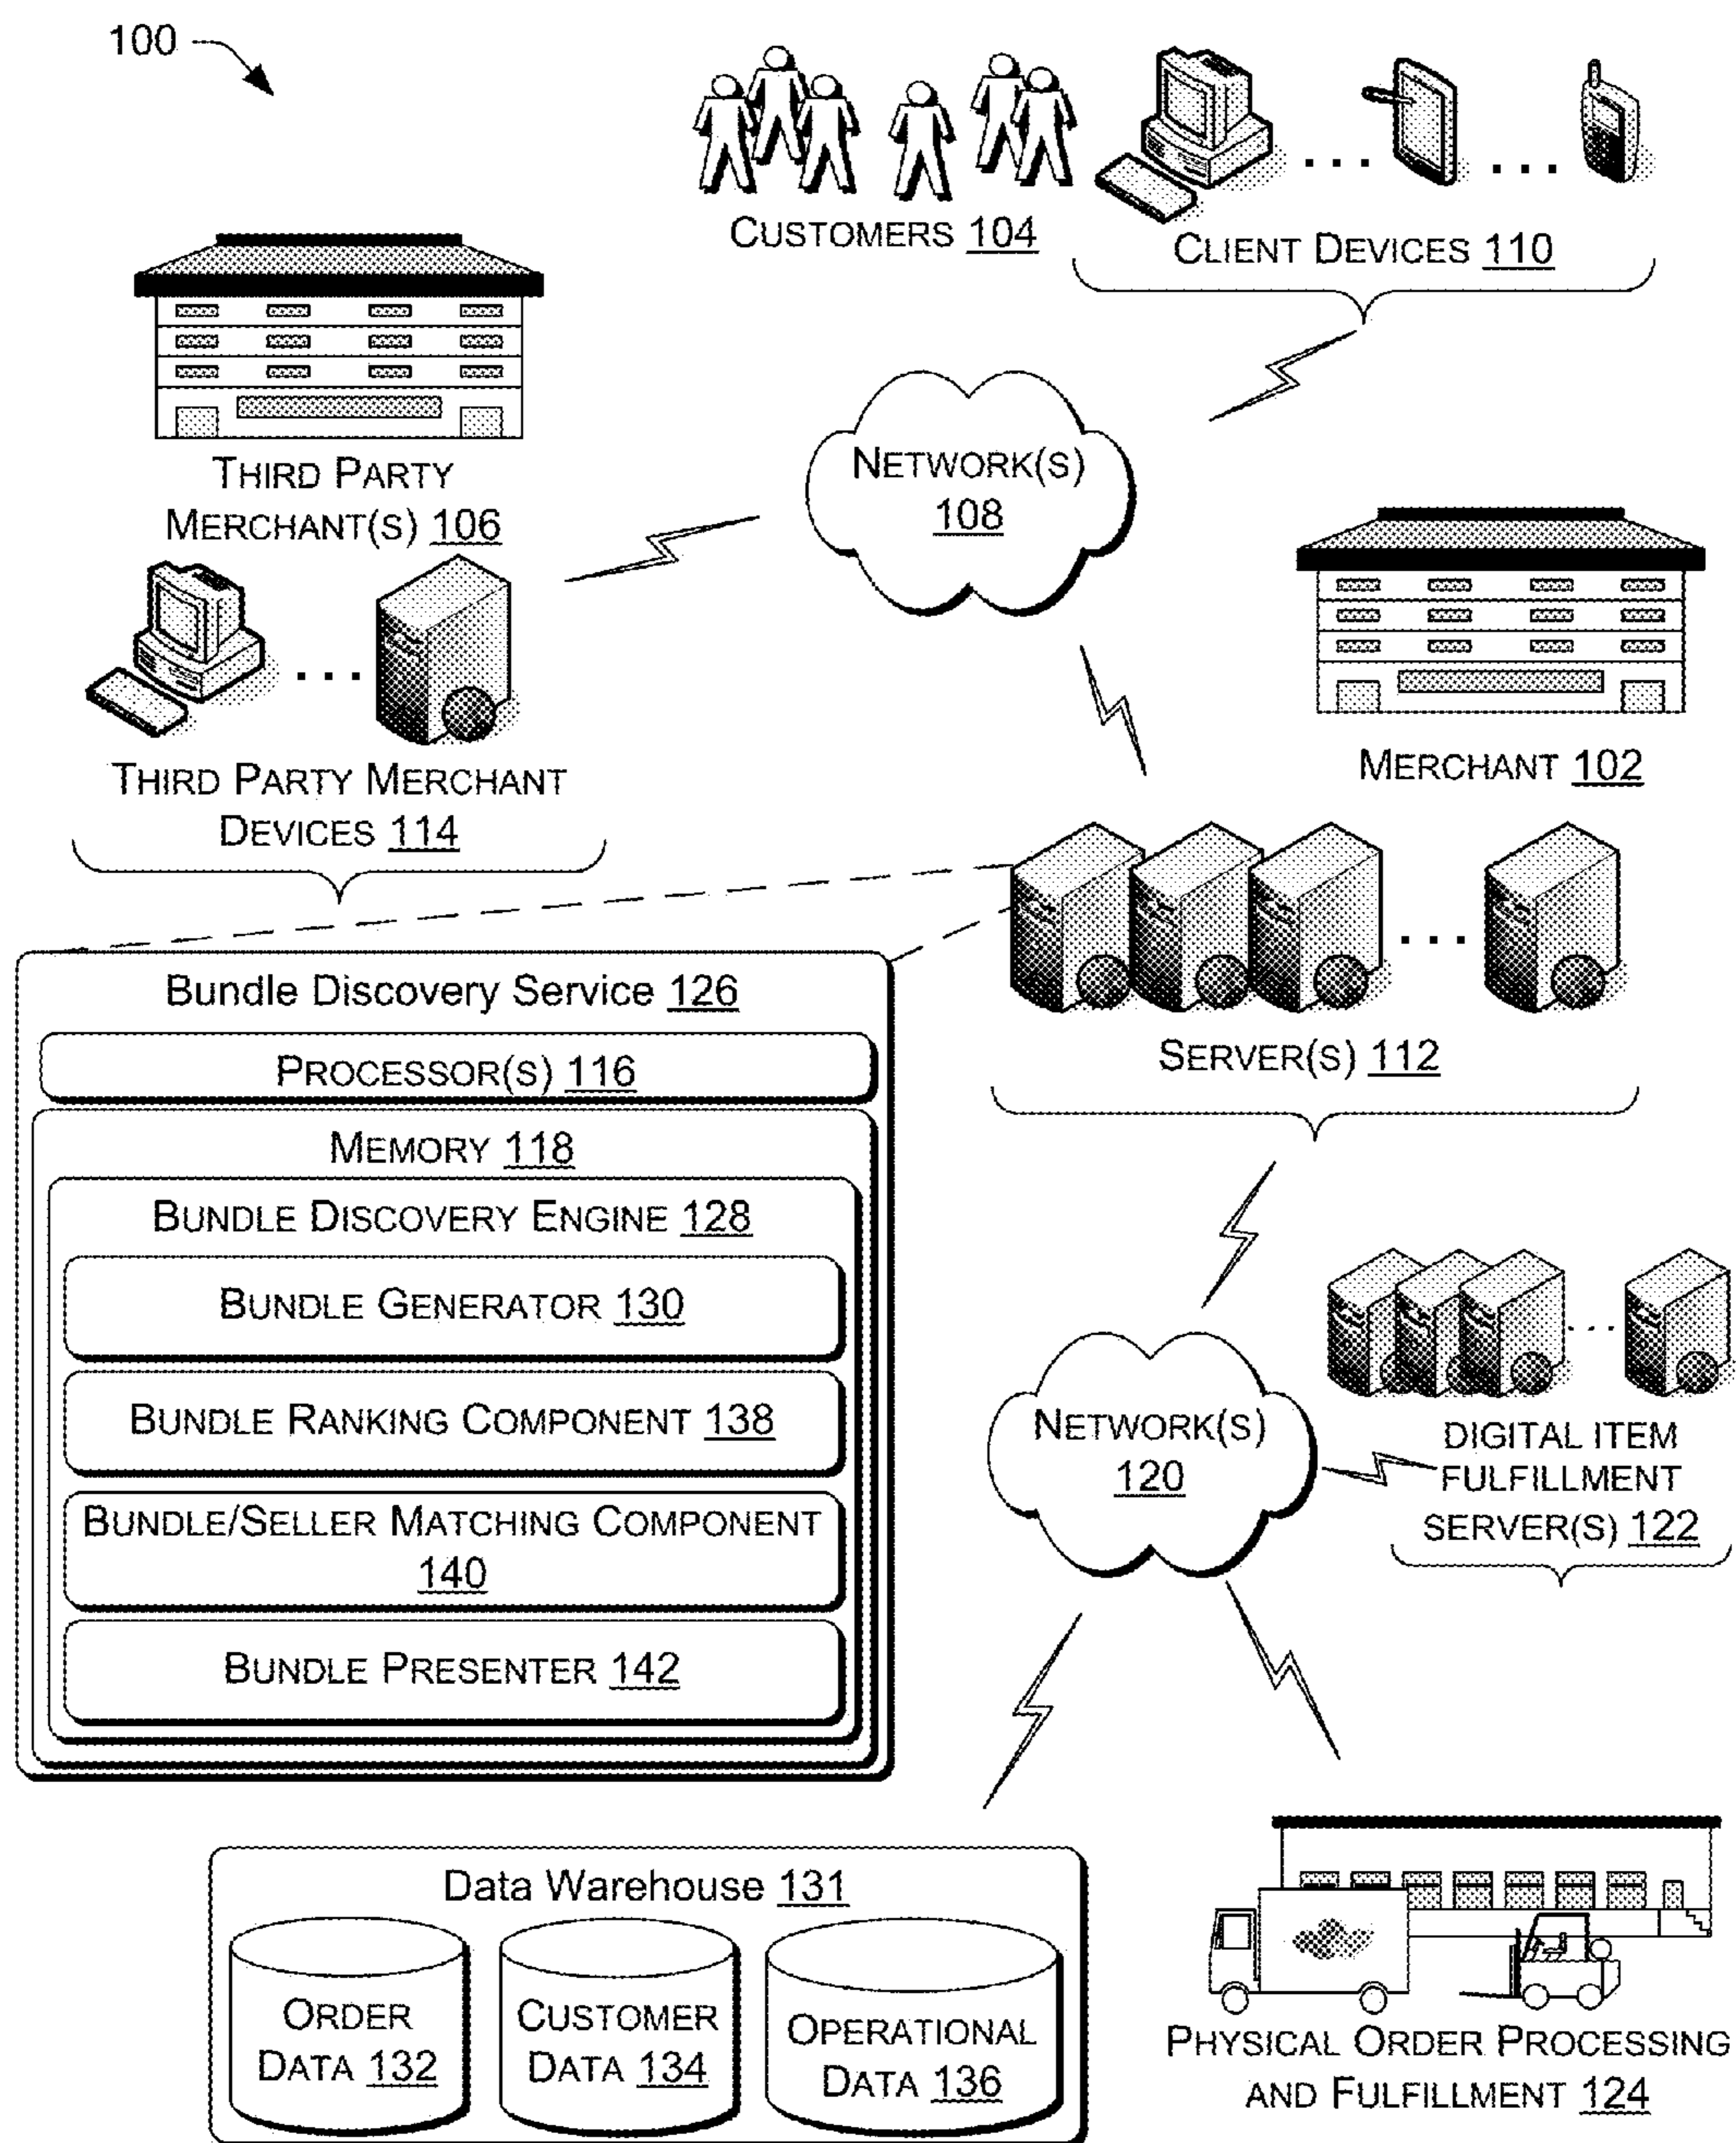 100
CUSTOMERS 104
CLIENT DEVICES 110
THIRD PARTY
MERCHANT(S) 106
NETWORK(S)
108
MERCHANT 102
THIRD PARTY MERCHANT
DEVICES 114
SERVER(S) 112
Bundle Discovery Service 126
PROCESSOR(S) 116
MEMORY 118
BUNDLE DISCOVERY ENGINE 128
BUNDLE GENERATOR 130
BUNDLE RANKING COMPONENT 138
BUNDLE/SELLER MATCHING COMPONENT
140
BUNDLE PRESENTER 142
NETWORK(S)
120
DIGITAL ITEM
FULFILLMENT
SERVER(S) 122
Data Warehouse 131
ORDER
DATA 132
CUSTOMER
DATA 134
OPERATIONAL
DATA 136
PHYSICAL ORDER PROCESSING
AND FULFILLMENT 124